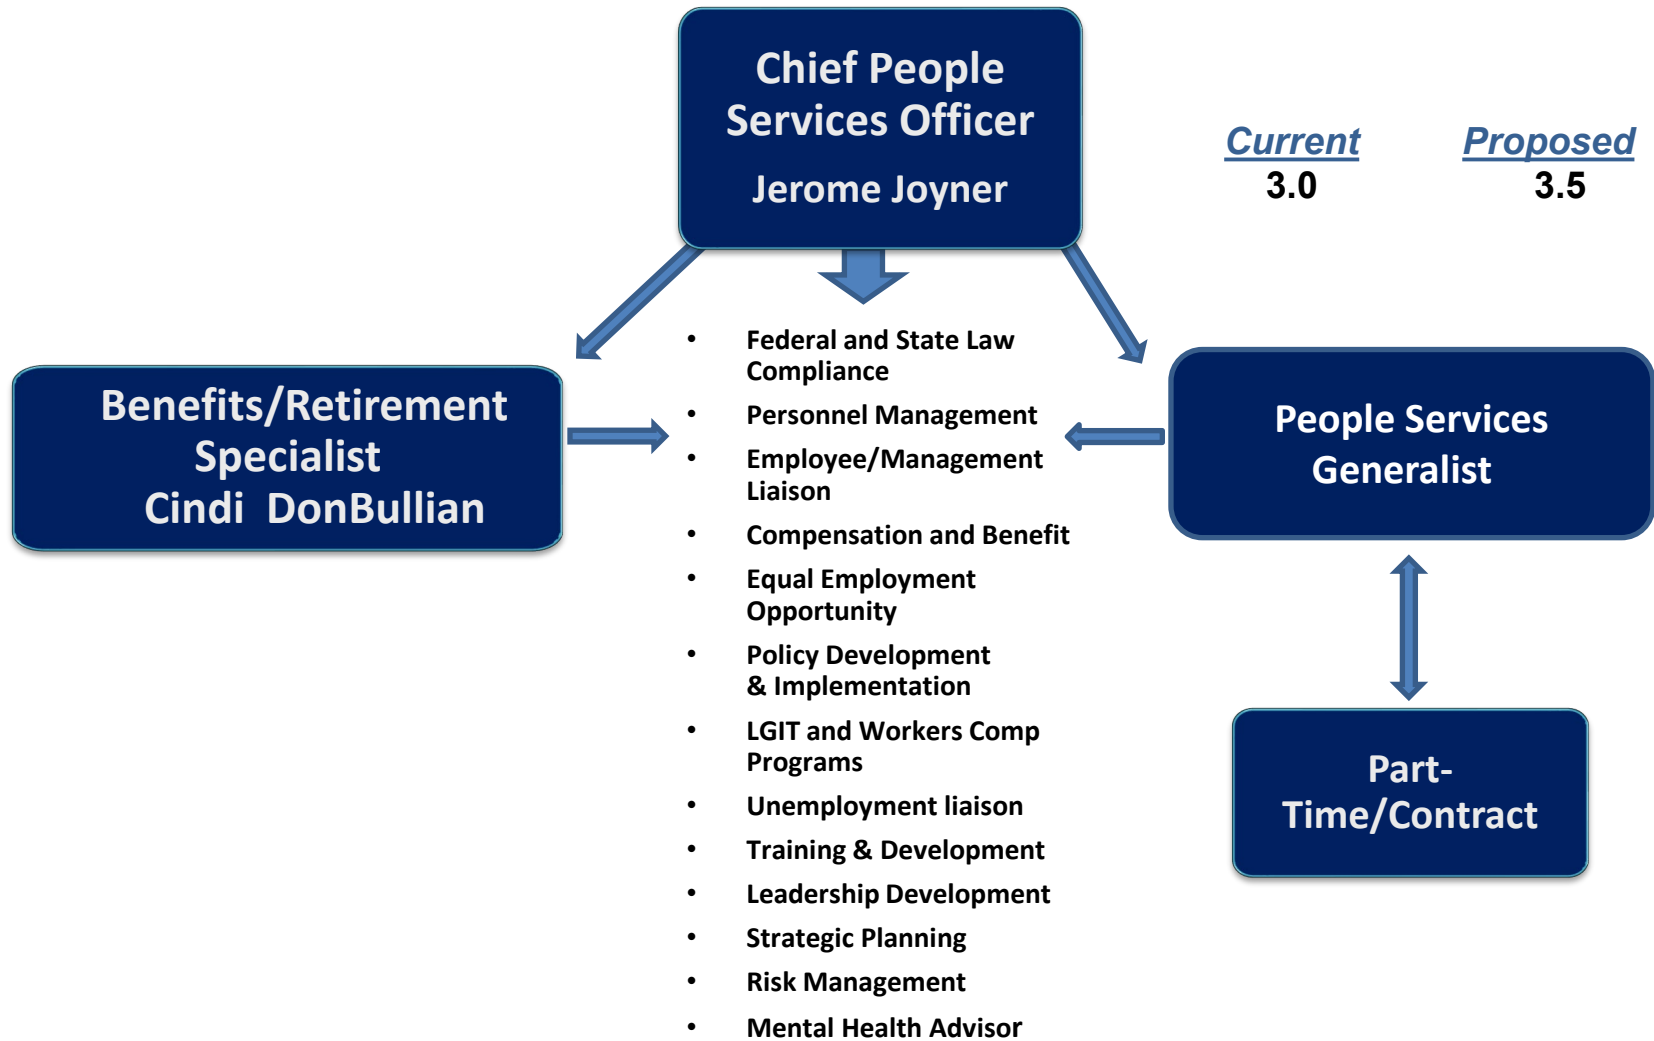 Chief People
Services Officer
Jerome Joyner
Current Proposed
3.0 3.5
Benefits/Retirement
Specialist
Cindi DonBullian
• Federal and State Law
Compliance
• Personnel Management
• Employee/Management
Liaison
• Compensation and Benefit
• Equal Employment
Opportunity
• Policy Development
& Implementation
• LGIT and Workers Comp
Programs
• Unemployment liaison
• Training & Development
• Leadership Development
• Strategic Planning
• Risk Management
• Mental Health Advisor
People Services
Generalist
Part-
Time/Contract